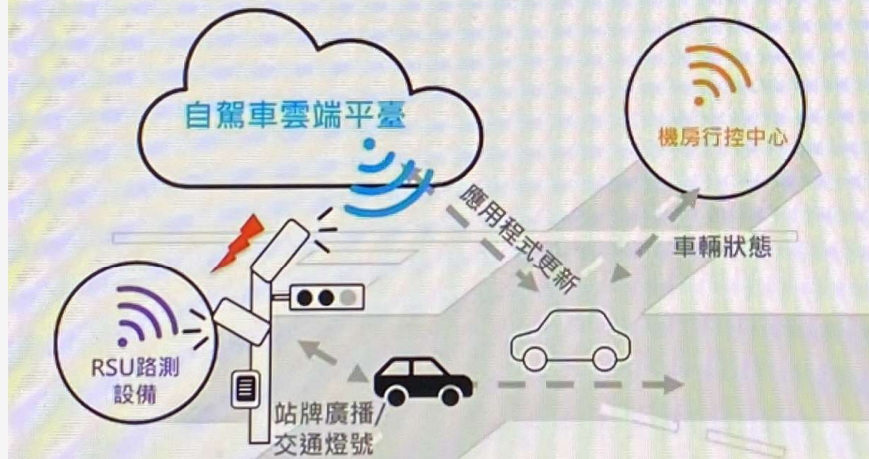 自駕車雲端平臺
機房行控中心
應用程式更新
車輛狀態
RSU路測
設備
站牌廣播/
交通燈號